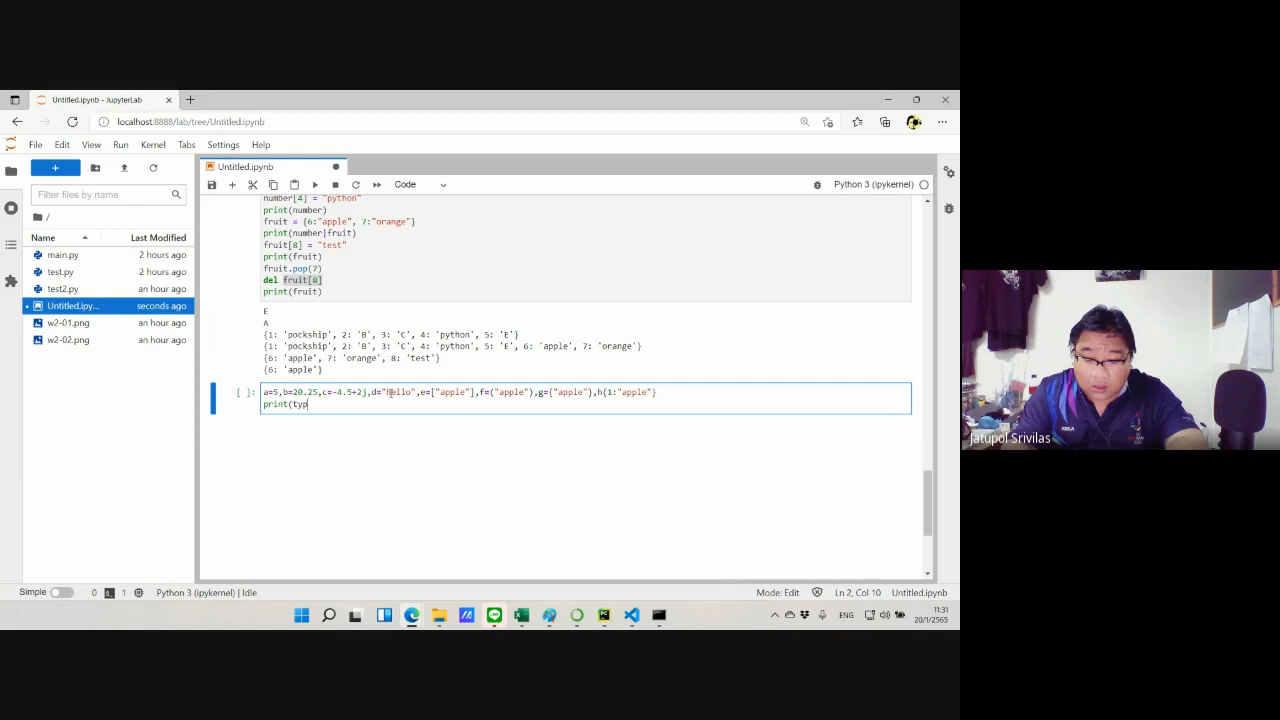 Untitled.ipynb - JupyterLab
localhost:8888/lab/tree/Untitled.ipynb
File Edit View Run Kernel Tabs Settings Help
Untitled.ipynb
Code
Python 3 (ipykernel)
Filter files by name
/
Name Last Modified
main.py 2 hours ago
test.py 2 hours ago
test2.py an hour ago
Untitled.ipy... seconds ago
w2-01.png an hour ago
w2-02.png an hour ago
number[4] = "python"
print(number)
fruit = {6:"apple", 7:"orange"}
print(number|fruit)
fruit[8] = "test"
print(fruit)
fruit.pop(7)
del fruit[8]
print(fruit)
E
A
{1: 'pockship', 2: 'B', 3: 'C', 4: 'python', 5: 'E'}
{1: 'pockship', 2: 'B', 3: 'C', 4: 'python', 5: 'E', 6: 'apple', 7: 'orange'}
{6: 'apple', 7: 'orange', 8: 'test'}
{6: 'apple'}
[ ]: a=5,b=20.25,c=-4.5+2j,d="hello",e=["apple"],f=("apple"),g={"apple"},h{1:"apple"}
print(typ
Jatupol Srivilas
Simple 0 1 Python 3 (ipykernel) | Idle Mode: Edit Ln 2, Col 10 Untitled.ipynb
ENG 11:31
20/1/2565